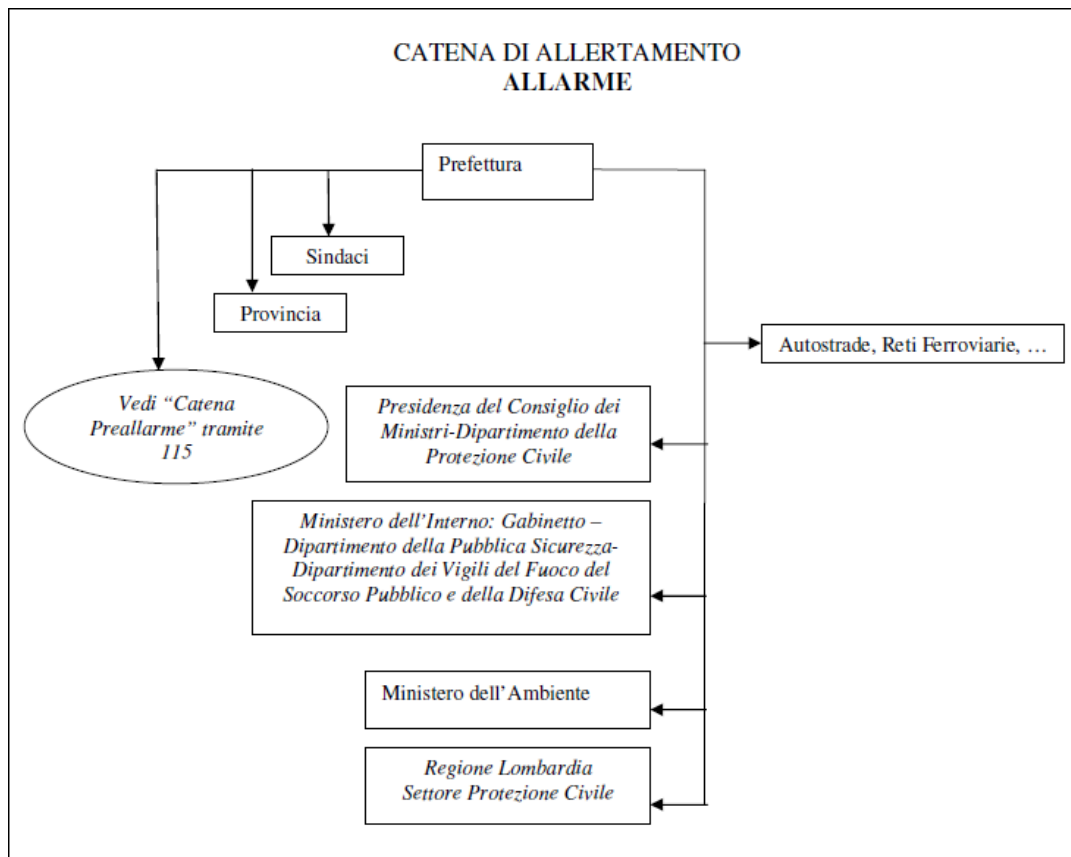 CATENA DI ALLERTAMENTO
ALLARME
Prefettura
Sindaci
Provincia
Autostrade, Reti Ferroviarie, …
Vedi “Catena
Preallarme” tramite
115
Presidenza del Consiglio dei
Ministri-Dipartimento della
Protezione Civile
Ministero dell’Interno: Gabinetto –
Dipartimento della Pubblica Sicurezza-
Dipartimento dei Vigili del Fuoco del
Soccorso Pubblico e della Difesa Civile
Ministero dell’Ambiente
Regione Lombardia
Settore Protezione Civile